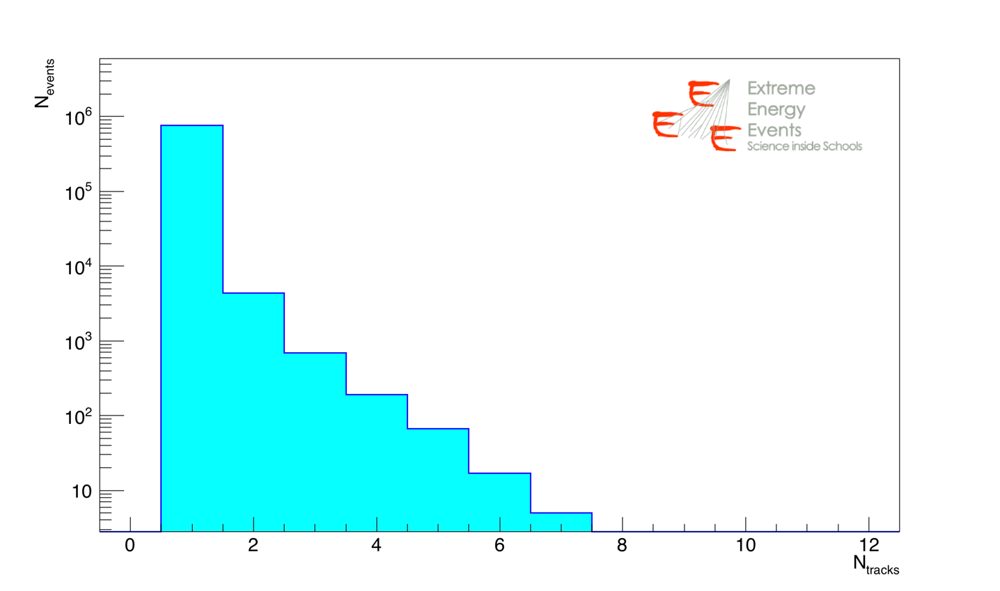 N_events
Extreme
Energy
Events
Science inside Schools
10^6
10^5
10^4
10^3
10^2
10
0 2 4 6 8 10 12
N_tracks